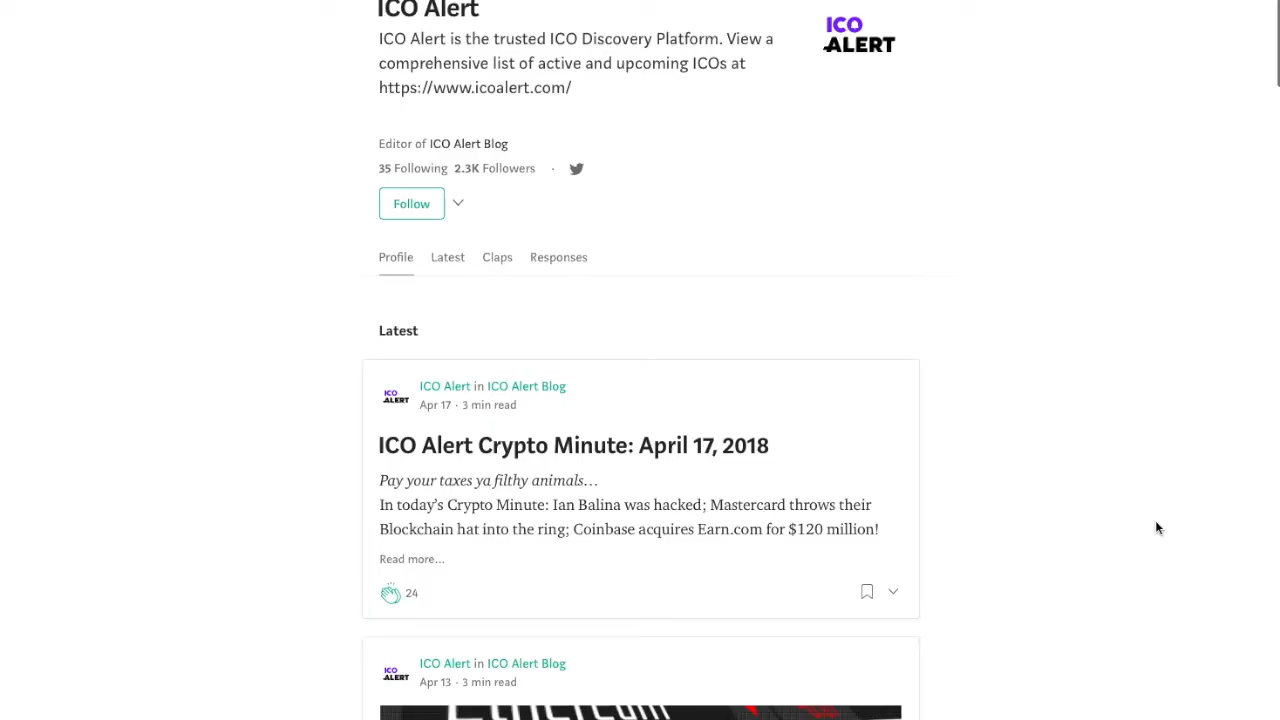 ICO Alert
ICO Alert is the trusted ICO Discovery Platform. View a
comprehensive list of active and upcoming ICOs at
https://www.icoalert.com/
ICO
ALERT
Editor of ICO Alert Blog
35 Following 2.3K Followers ·
Follow
Profile Latest Claps Responses
Latest
ICO
ALERT
ICO Alert in ICO Alert Blog
Apr 17 · 3 min read
ICO Alert Crypto Minute: April 17, 2018
Pay your taxes ya filthy animals…
In today’s Crypto Minute: Ian Balina was hacked; Mastercard throws their
Blockchain hat into the ring; Coinbase acquires Earn.com for $120 million!
Read more…
24
ICO
ALERT
ICO Alert in ICO Alert Blog
Apr 13 · 3 min read